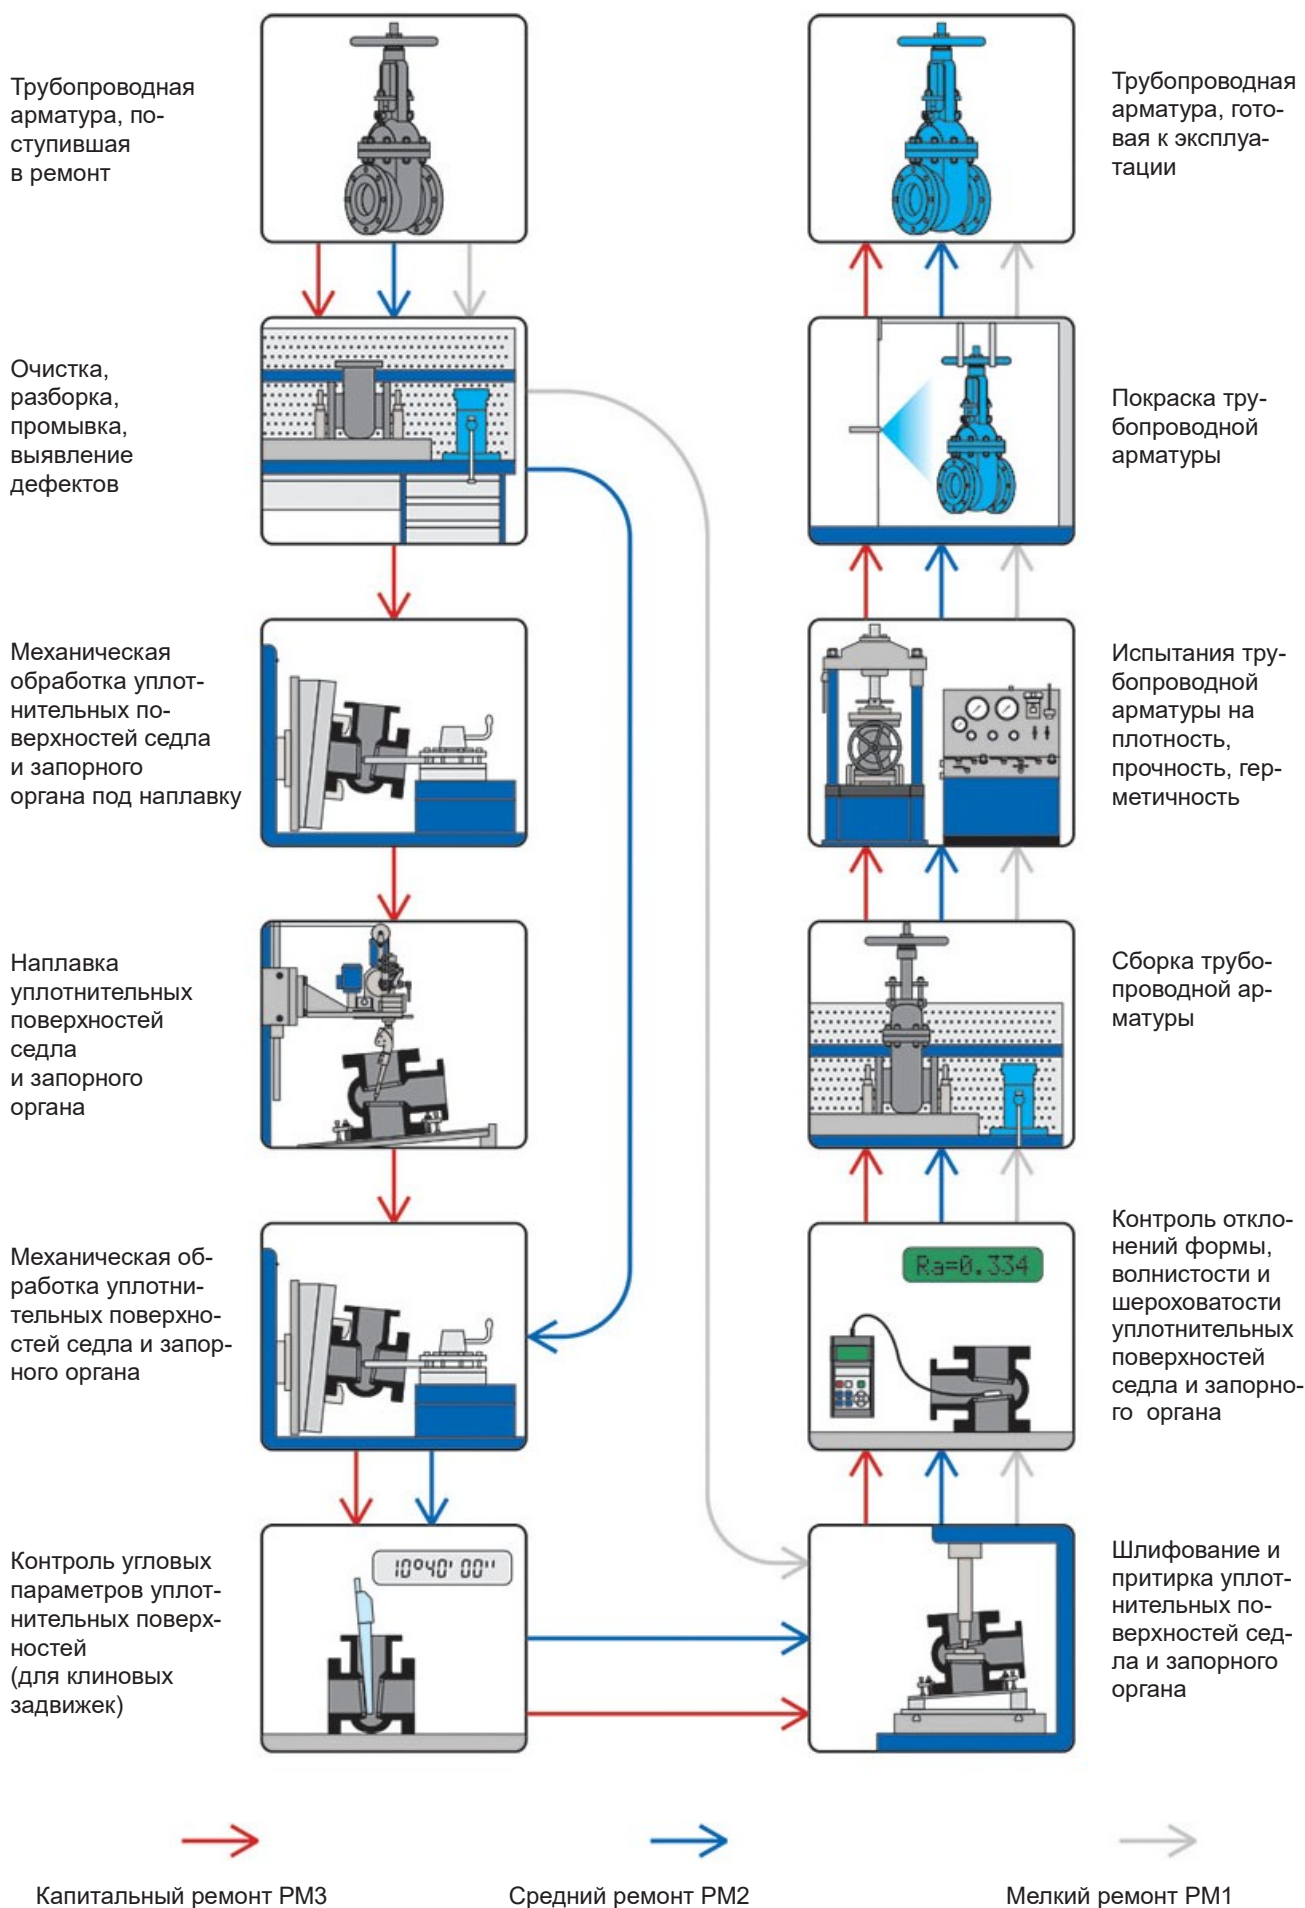 Трубопроводная
арматура, по-
ступившая
в ремонт
Очистка,
разборка,
промывка,
выявление
дефектов
Механическая
обработка уплот-
нительных по-
верхностей седла
и запорного
органа под наплавку
Наплавка
уплотнительных
поверхностей
седла
и запорного
органа
Механическая об-
работка уплотни-
тельных поверхно-
стей седла и запор-
ного органа
Контроль угловых
параметров уплот-
нительных поверх-
ностей
(для клиновых
задвижек)
10°40' 00''
Трубопроводная
арматура, гото-
вая к эксплуа-
тации
Покраска тру-
бопроводной
арматуры
Испытания тру-
бопроводной
арматуры на
плотность,
прочность, гер-
метичность
Сборка трубо-
проводной ар-
матуры
Контроль откло-
нений формы,
волнистости и
шероховатости
уплотнительных
поверхностей
седла и запорно-
го органа
Ra=0.334
Шлифование и
притирка уплот-
нительных по-
верхностей сед-
ла и запорного
органа
Капитальный ремонт РМ3
Средний ремонт РМ2
Мелкий ремонт РМ1